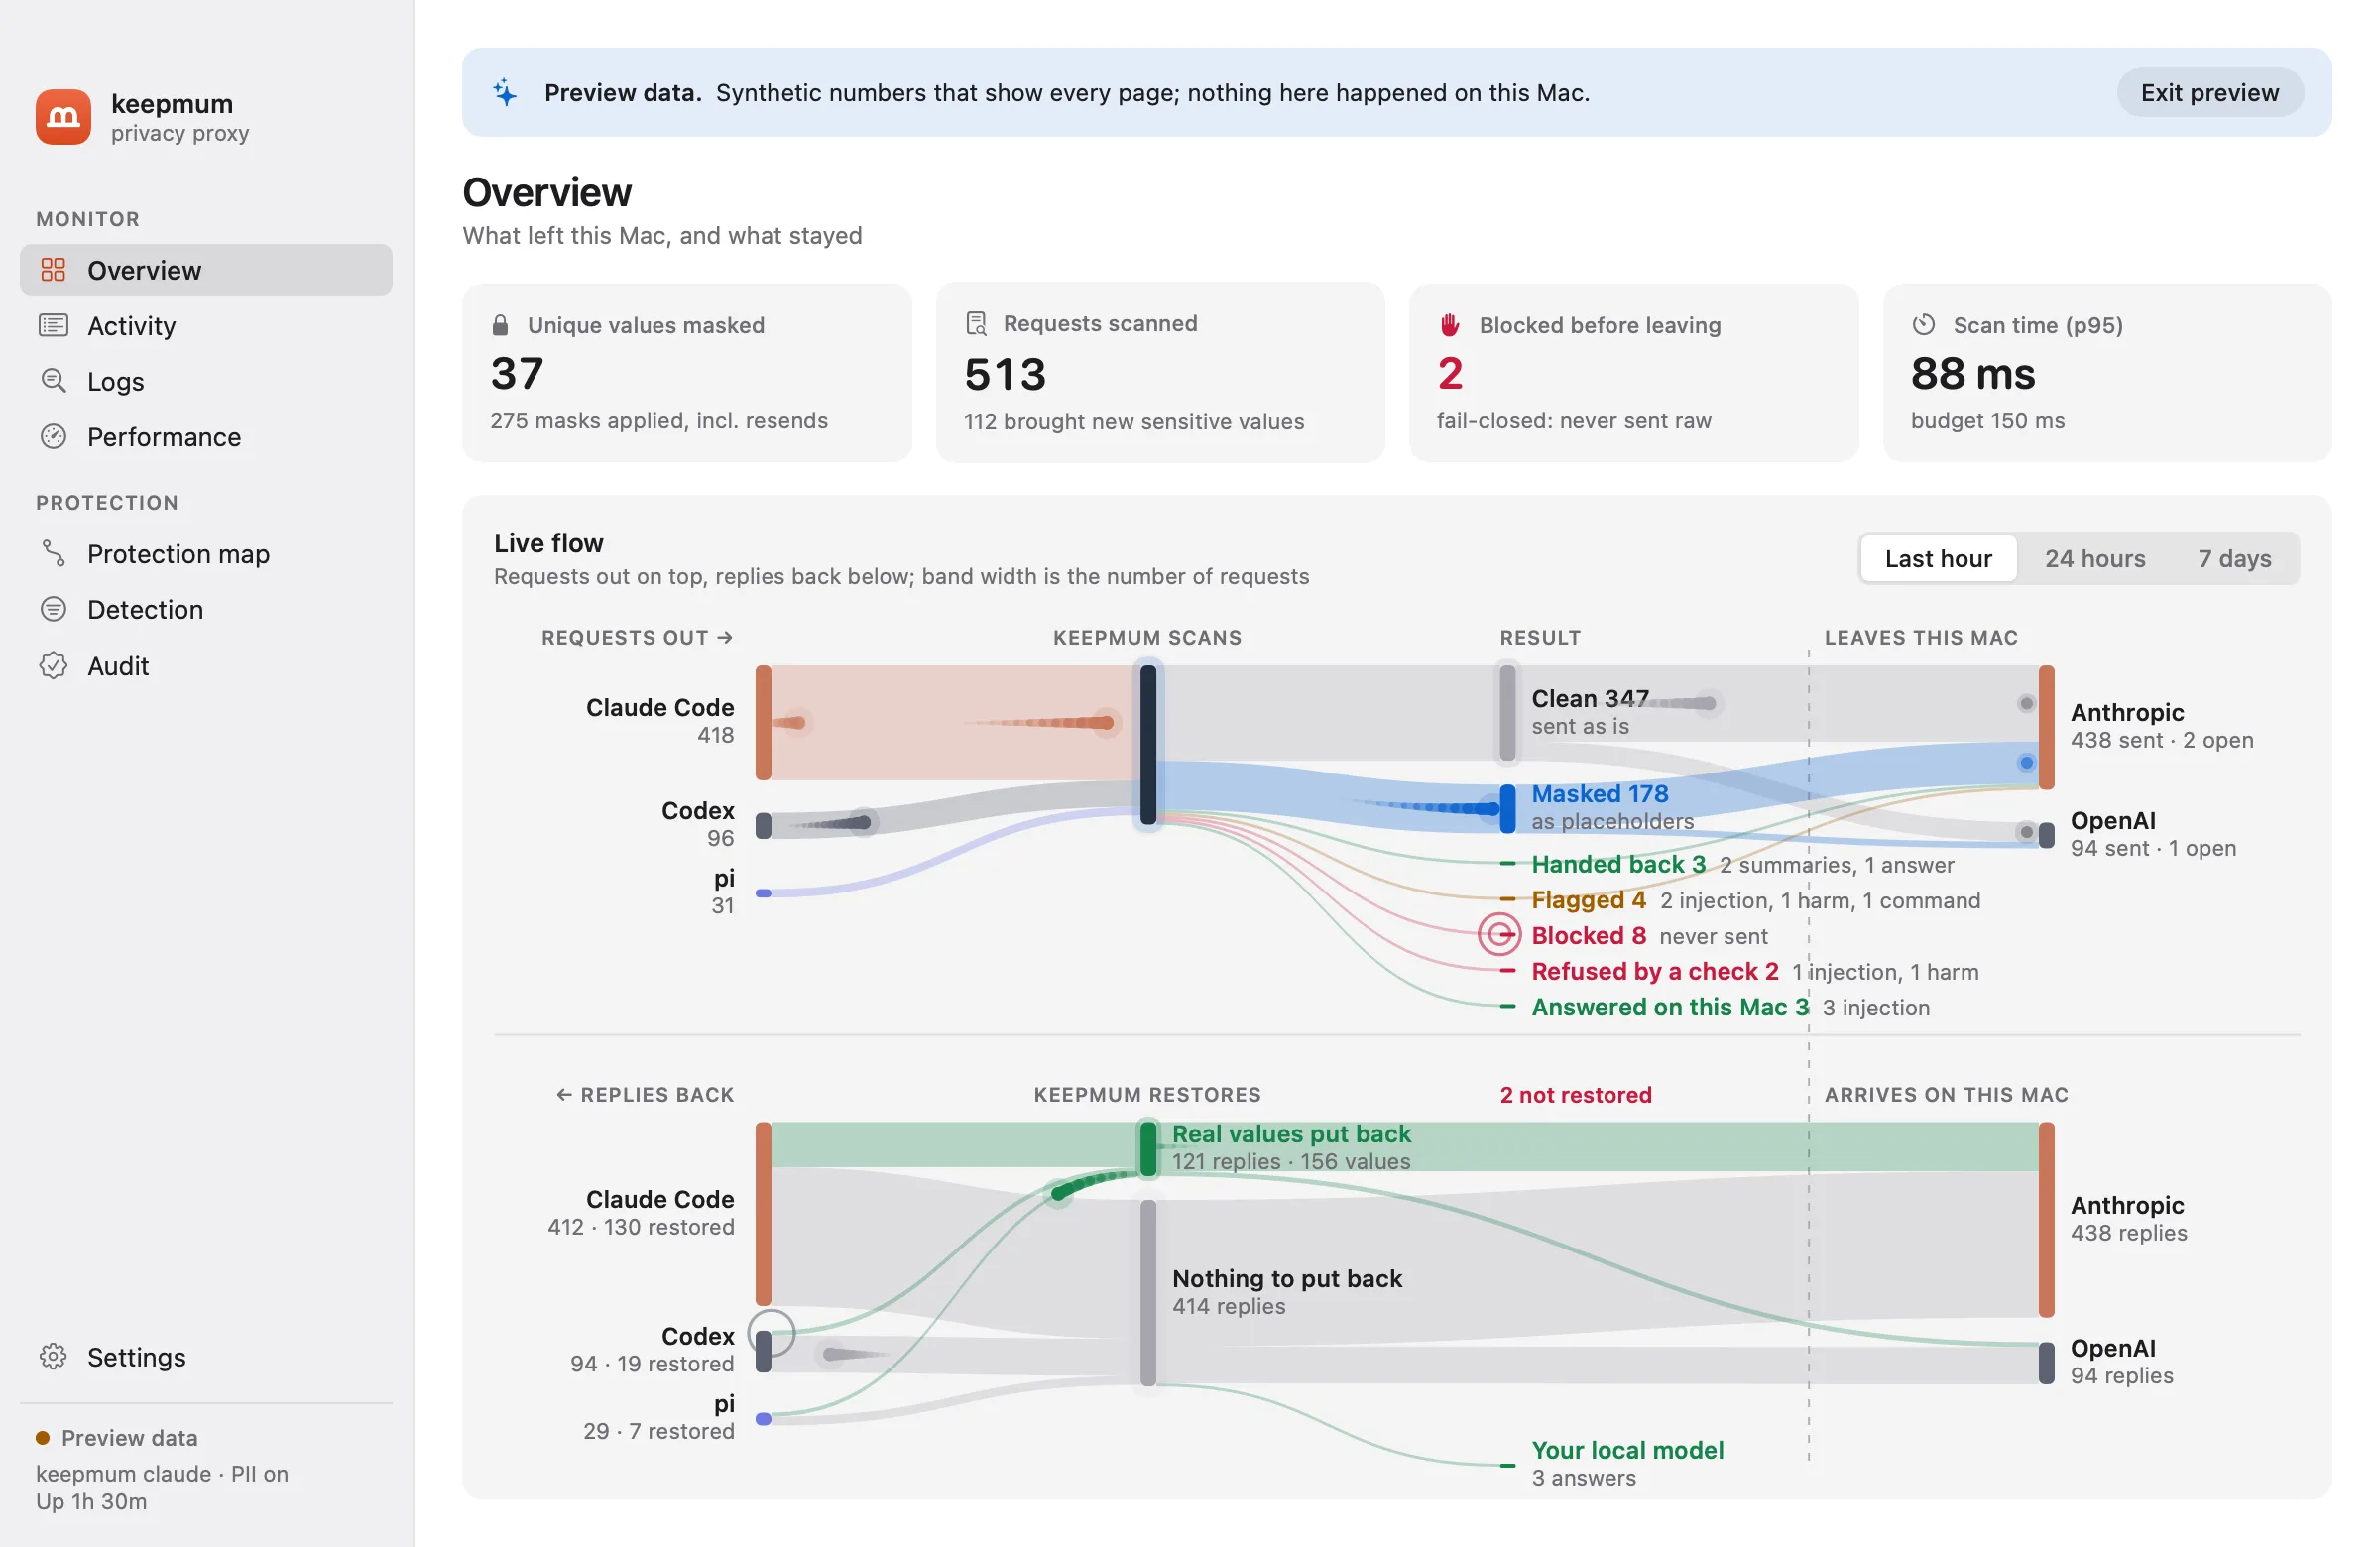 keepmum
privacy proxy
MONITOR
Overview
Activity
Logs
Performance
PROTECTION
Protection map
Detection
Audit
Settings
Preview data
keepmum claude · PII on
Up 1h 30m
Preview data. Synthetic numbers that show every page; nothing here happened on this Mac.
Exit preview
Overview
What left this Mac, and what stayed
Unique values masked
37
275 masks applied, incl. resends
Requests scanned
513
112 brought new sensitive values
Blocked before leaving
2
fail-closed: never sent raw
Scan time (p95)
88 ms
budget 150 ms
Live flow
Requests out on top, replies back below; band width is the number of requests
Last hour
24 hours
7 days
REQUESTS OUT →
KEEPMUM SCANS
RESULT
LEAVES THIS MAC
Claude Code
418
Codex
96
pi
31
Clean 347
sent as is
Masked 178
as placeholders
Handed back 3 2 summaries, 1 answer
Flagged 4 2 injection, 1 harm, 1 command
Blocked 8 never sent
Refused by a check 2 1 injection, 1 harm
Answered on this Mac 3 3 injection
Anthropic
438 sent · 2 open
OpenAI
94 sent · 1 open
← REPLIES BACK
KEEPMUM RESTORES
2 not restored
ARRIVES ON THIS MAC
Claude Code
412 · 130 restored
Codex
94 · 19 restored
pi
29 · 7 restored
Real values put back
121 replies · 156 values
Nothing to put back
414 replies
Your local model
3 answers
Anthropic
438 replies
OpenAI
94 replies